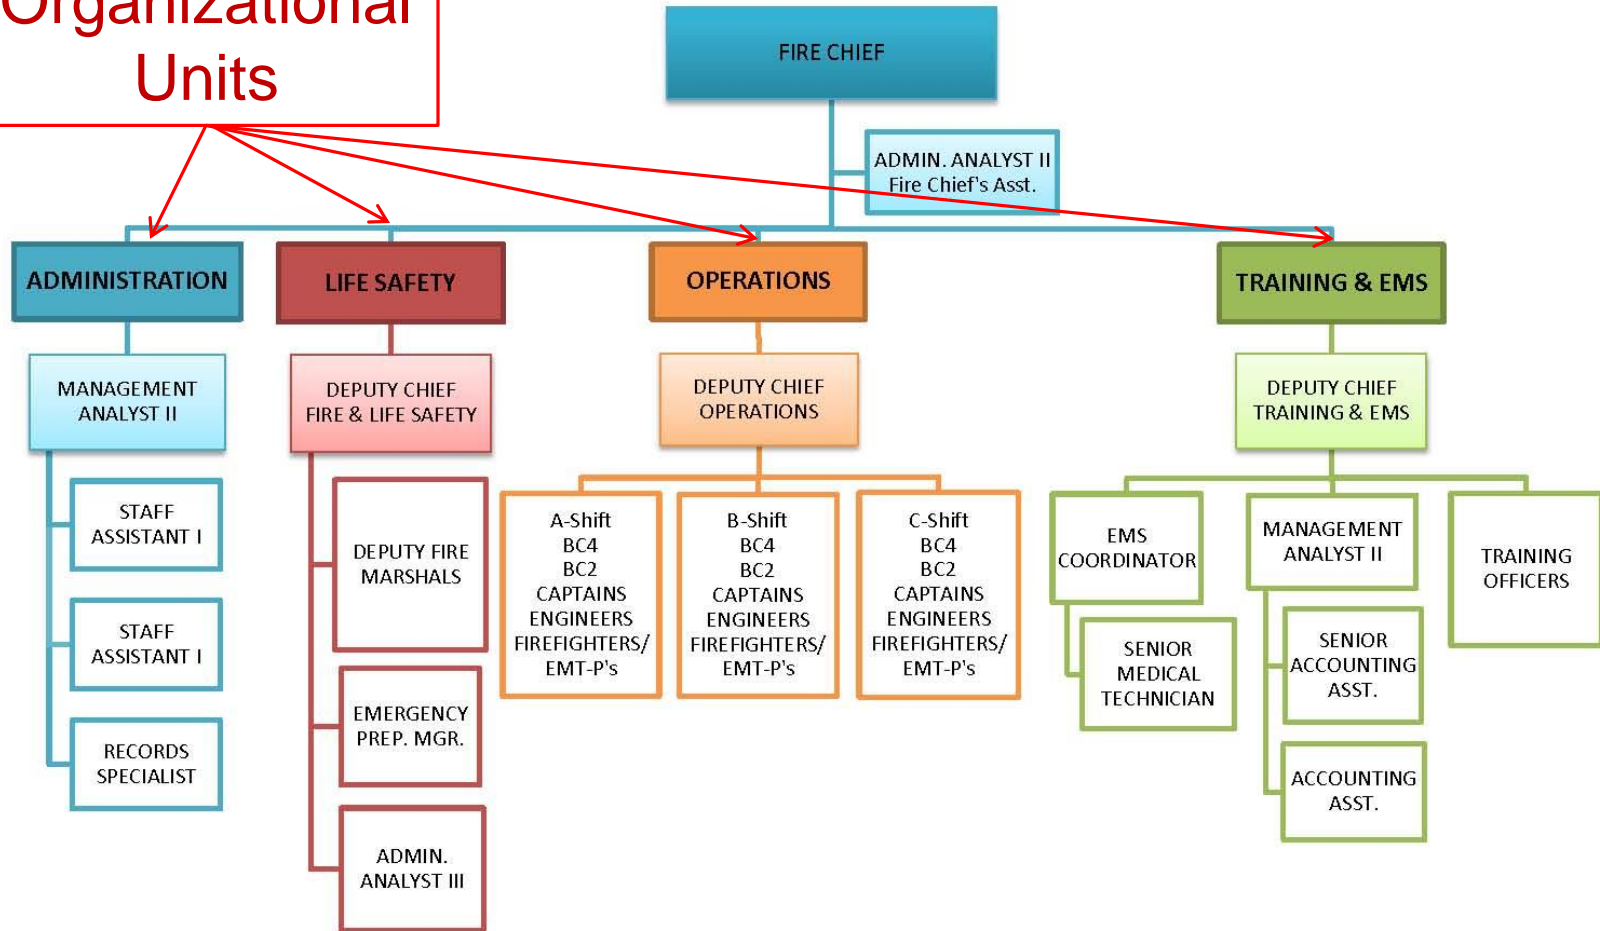 Organizational
Units
FIRE CHIEF
ADMIN. ANALYST II
Fire Chief's Asst.
ADMINISTRATION
LIFE SAFETY
OPERATIONS
TRAINING & EMS
MANAGEMENT
ANALYST II
DEPUTY CHIEF
FIRE & LIFE SAFETY
DEPUTY CHIEF
OPERATIONS
DEPUTY CHIEF
TRAINING & EMS
STAFF
ASSISTANT I
STAFF
ASSISTANT I
RECORDS
SPECIALIST
DEPUTY FIRE
MARSHALS
EMERGENCY
PREP. MGR.
ADMIN.
ANALYST III
A-Shift
BC4
BC2
CAPTAINS
ENGINEERS
FIREFIGHTERS/
EMT-P's
B-Shift
BC4
BC2
CAPTAINS
ENGINEERS
FIREFIGHTERS/
EMT-P's
C-Shift
BC4
BC2
CAPTAINS
ENGINEERS
FIREFIGHTERS/
EMT-P's
EMS
COORDINATOR
SENIOR
MEDICAL
TECHNICIAN
MANAGEMENT
ANALYST II
SENIOR
ACCOUNTING
ASST.
ACCOUNTING
ASST.
TRAINING
OFFICERS